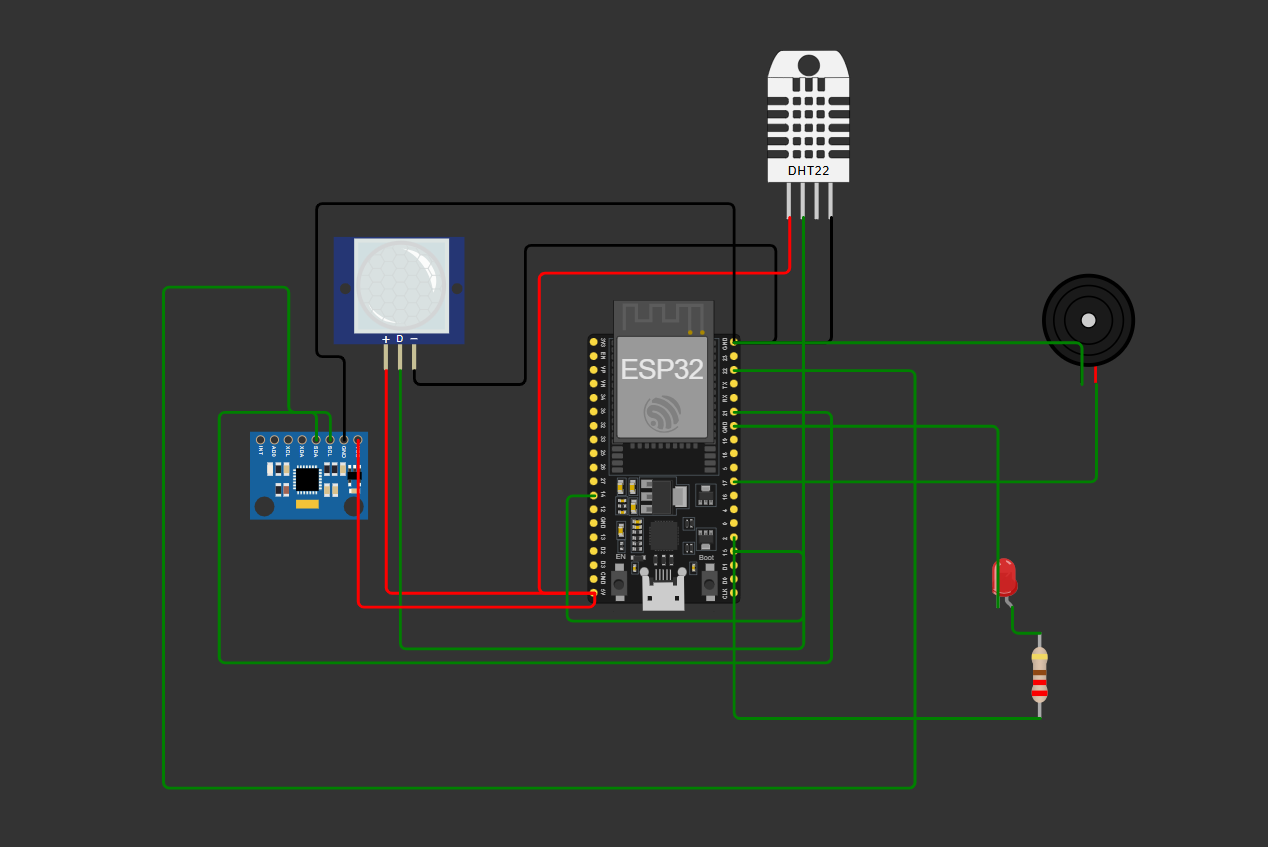 DHT22
+ D −
ESP32
3V3
EN
VP
VN
34
35
32
33
25
26
27
14
12
GND
13
D2
D3
CMD
5V
GND
23
22
TX
RX
21
GND
19
18
5
17
16
4
0
2
15
D1
D0
CLK
EN
Boot
INT
AD0
XCL
XDA
SDA
SCL
GND